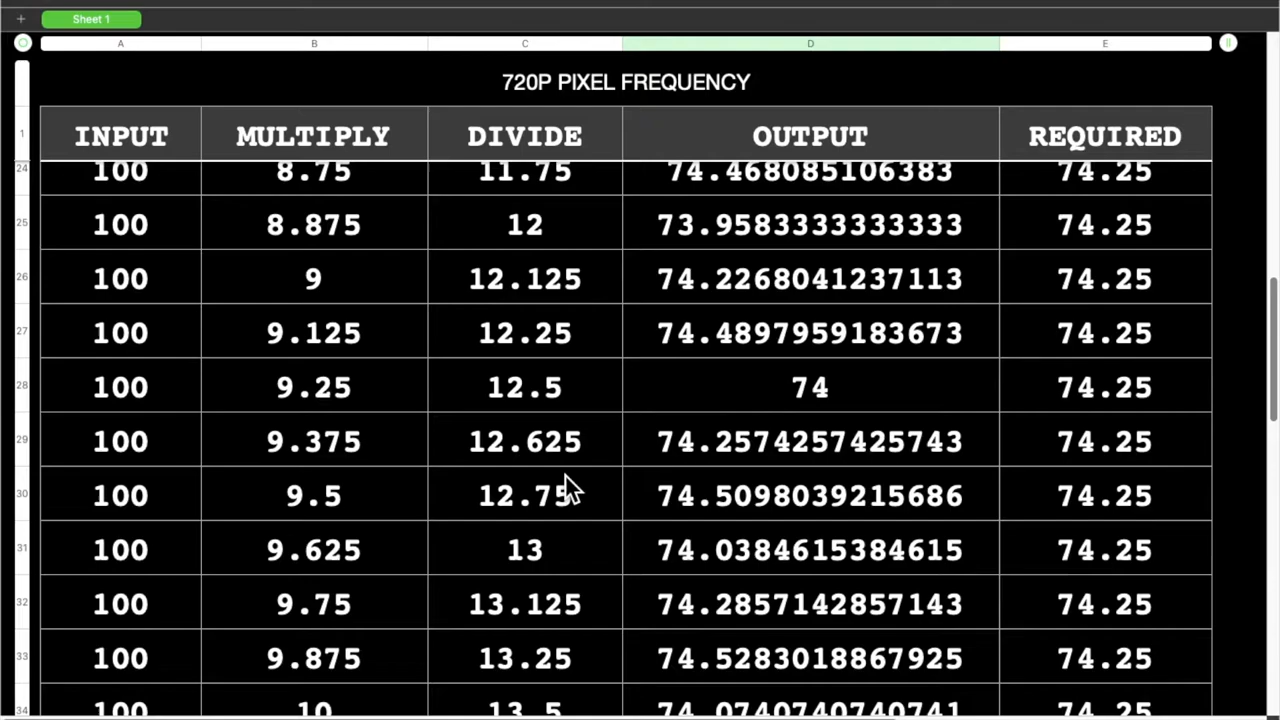 + Sheet 1
A B C D E
720P PIXEL FREQUENCY
1 INPUT MULTIPLY DIVIDE OUTPUT REQUIRED
24 100 8.75 11.75 74.468085106383 74.25
25 100 8.875 12 73.9583333333333 74.25
26 100 9 12.125 74.2268041237113 74.25
27 100 9.125 12.25 74.4897959183673 74.25
28 100 9.25 12.5 74 74.25
29 100 9.375 12.625 74.2574257425743 74.25
30 100 9.5 12.75 74.5098039215686 74.25
31 100 9.625 13 74.0384615384615 74.25
32 100 9.75 13.125 74.2857142857143 74.25
33 100 9.875 13.25 74.5283018867925 74.25
34 100 10 13.5 74.0740740740741 74.25